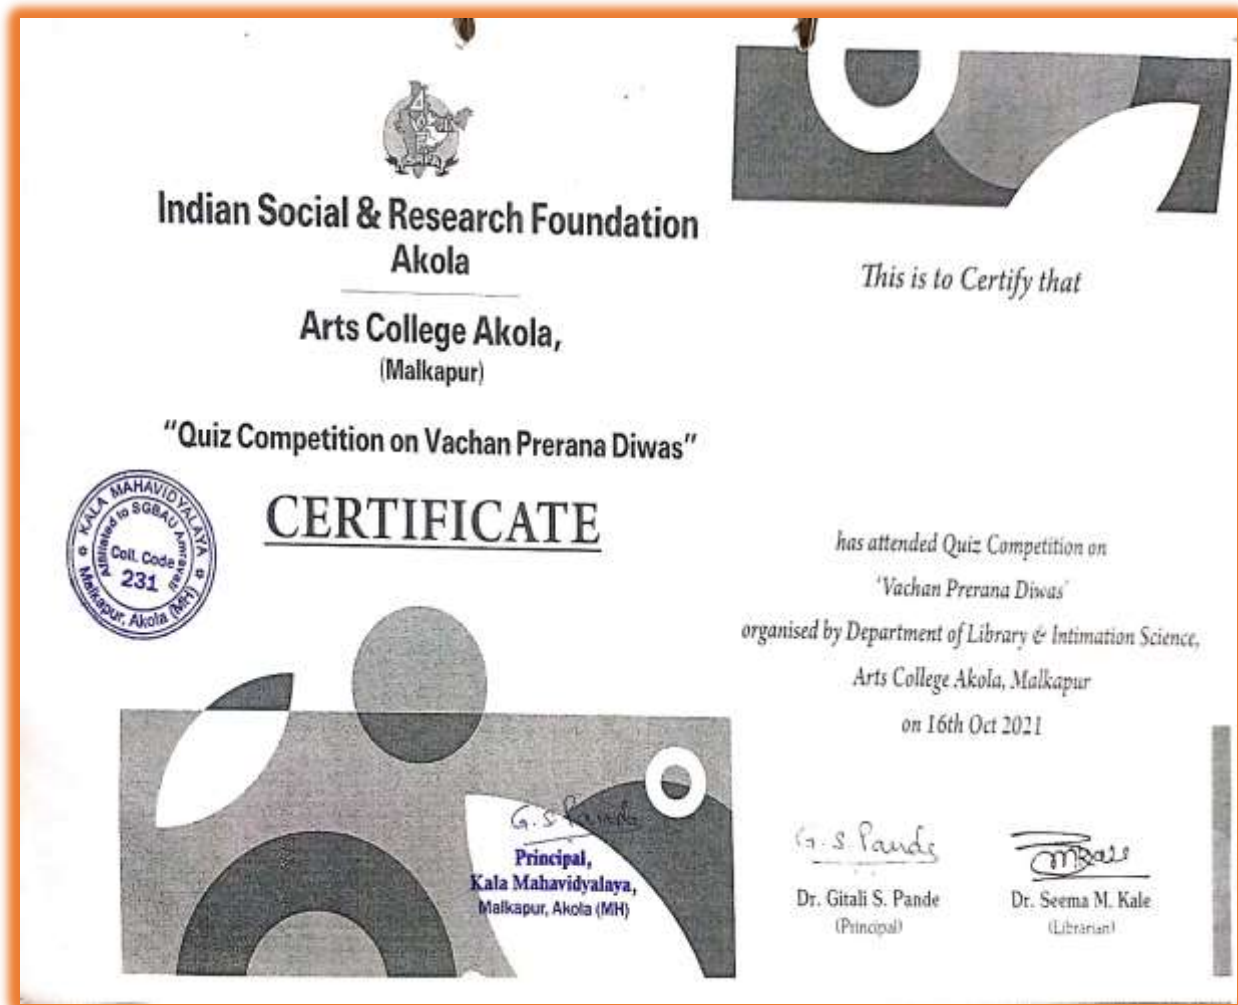 Indian Social & Research Foundation
Akola
Arts College Akola,
(Malkapur)
"Quiz Competition on Vachan Prerana Diwas"
CERTIFICATE
KALA MAHAVIDYALAYA
Affiliated to SGBAU Amravati
Coll. Code
231
Malkapur, Akola (MH)
G. S. Pande
Principal,
Kala Mahavidyalaya,
Malkapur, Akola (MH)
This is to Certify that
has attended Quiz Competition on
'Vachan Prerana Diwas'
organised by Department of Library & Intimation Science,
Arts College Akola, Malkapur
on 16th Oct 2021
G. S. Pande
Dr. Gitali S. Pande
(Principal)
Dr. Seema M. Kale
(Librarian)